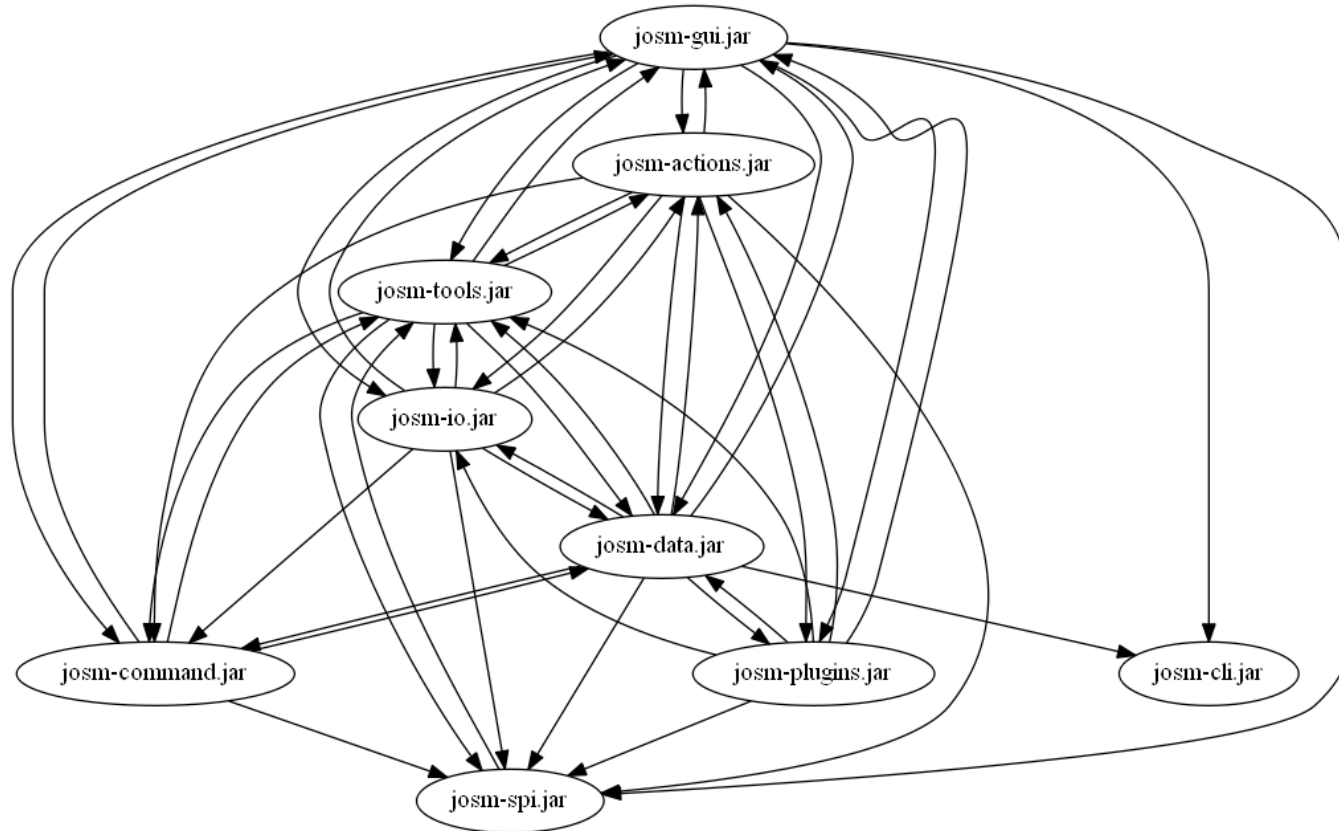 josm-gui.jar
josm-actions.jar
josm-tools.jar
josm-io.jar
josm-data.jar
josm-command.jar
josm-plugins.jar
josm-cli.jar
josm-spi.jar